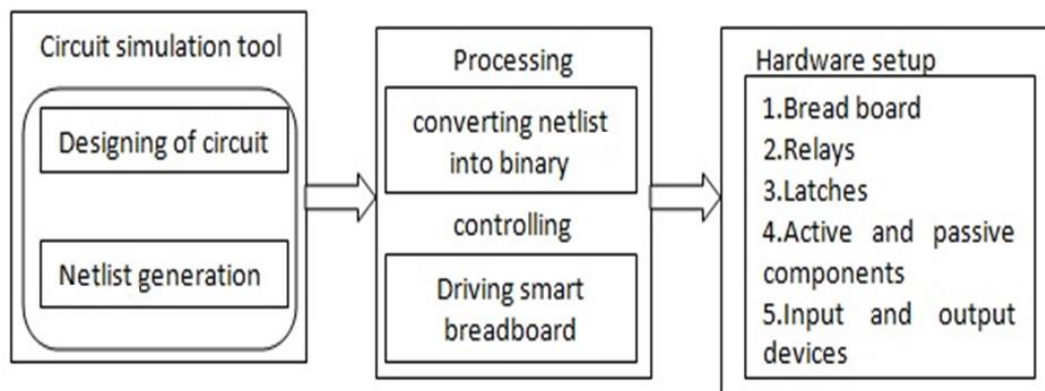 Circuit simulation tool
Designing of circuit
Netlist generation
Processing
converting netlist
into binary
controlling
Driving smart
breadboard
Hardware setup
1.Bread board
2.Relays
3.Latches
4.Active and passive
components
5.Input and output
devices